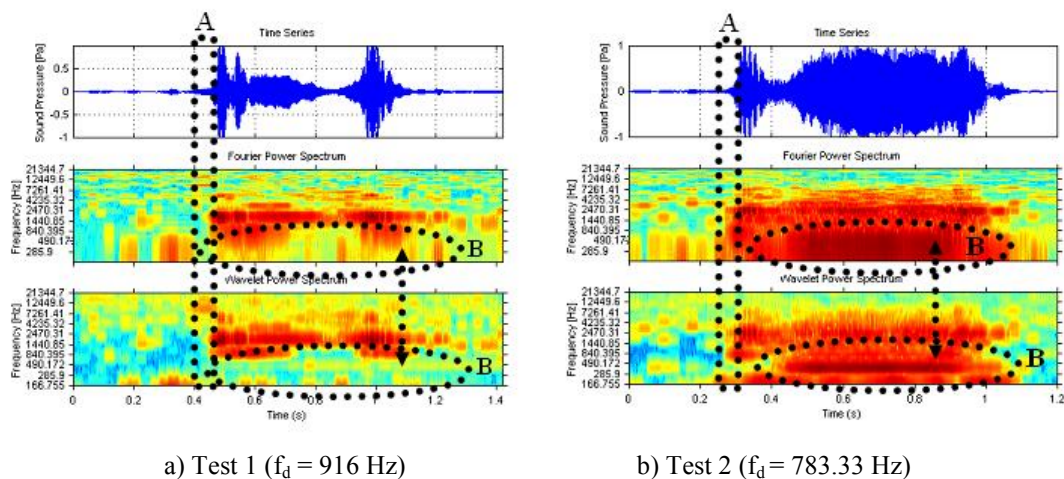 A
Time Series
Sound Pressure [Pa]
0.5
0
-1
Fourier Power Spectrum
Frequency [Hz]
21344.7
12449.6
7261.41
4235.32
2470.31
1440.85
840.395
490.17
285.9
B
Wavelet Power Spectrum
Frequency [Hz]
21344.7
12449.6
7261.41
4235.32
2470.31
1440.85
840.395
490.172
285.9
166.755
B
0 0.2 0.4 0.6 0.8 1 1.2 1.4
Time (s)
a) Test 1 (fd = 916 Hz)
A
Time Series
Sound Pressure [Pa]
1
0
-1
Fourier Power Spectrum
Frequency [Hz]
21344.7
12449.6
7261.41
4235.32
2470.31
1440.85
840.395
490.17
285.9
B
Wavelet Power Spectrum
Frequency [Hz]
21344.7
12449.6
7261.41
4235.32
2470.31
1440.85
840.395
490.172
285.9
166.755
B
0 0.2 0.4 0.6 0.8 1 1.2
Time (s)
b) Test 2 (fd = 783.33 Hz)